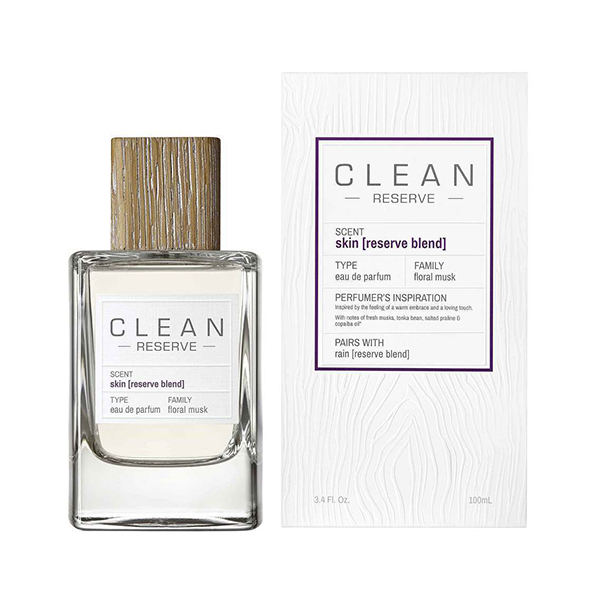 CLEAN
— RESERVE —
SCENT
skin [reserve blend]
TYPE FAMILY
eau de parfum floral musk
CLEAN
— RESERVE —
SCENT
skin [reserve blend]
TYPE FAMILY
eau de parfum floral musk
PERFUMER'S INSPIRATION
Inspired by the feeling of a warm embrace and a loving touch.
With notes of fresh musks, tonka bean, salted praline &
copaiba oil*
PAIRS WITH
rain [reserve blend]
3.4 Fl. Oz. 100mL